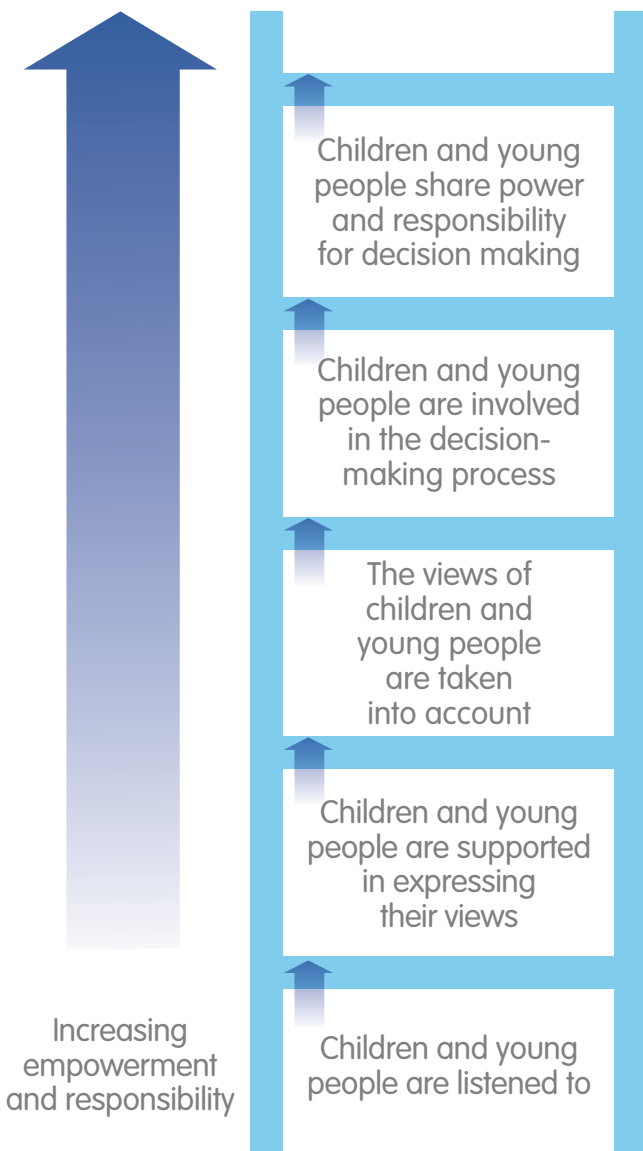 Children and young
people share power
and responsibility
for decision making
Children and young
people are involved
in the decision-
making process
The views of
children and
young people
are taken
into account
Children and young
people are supported
in expressing
their views
Children and young
people are listened to
Increasing
empowerment
and responsibility